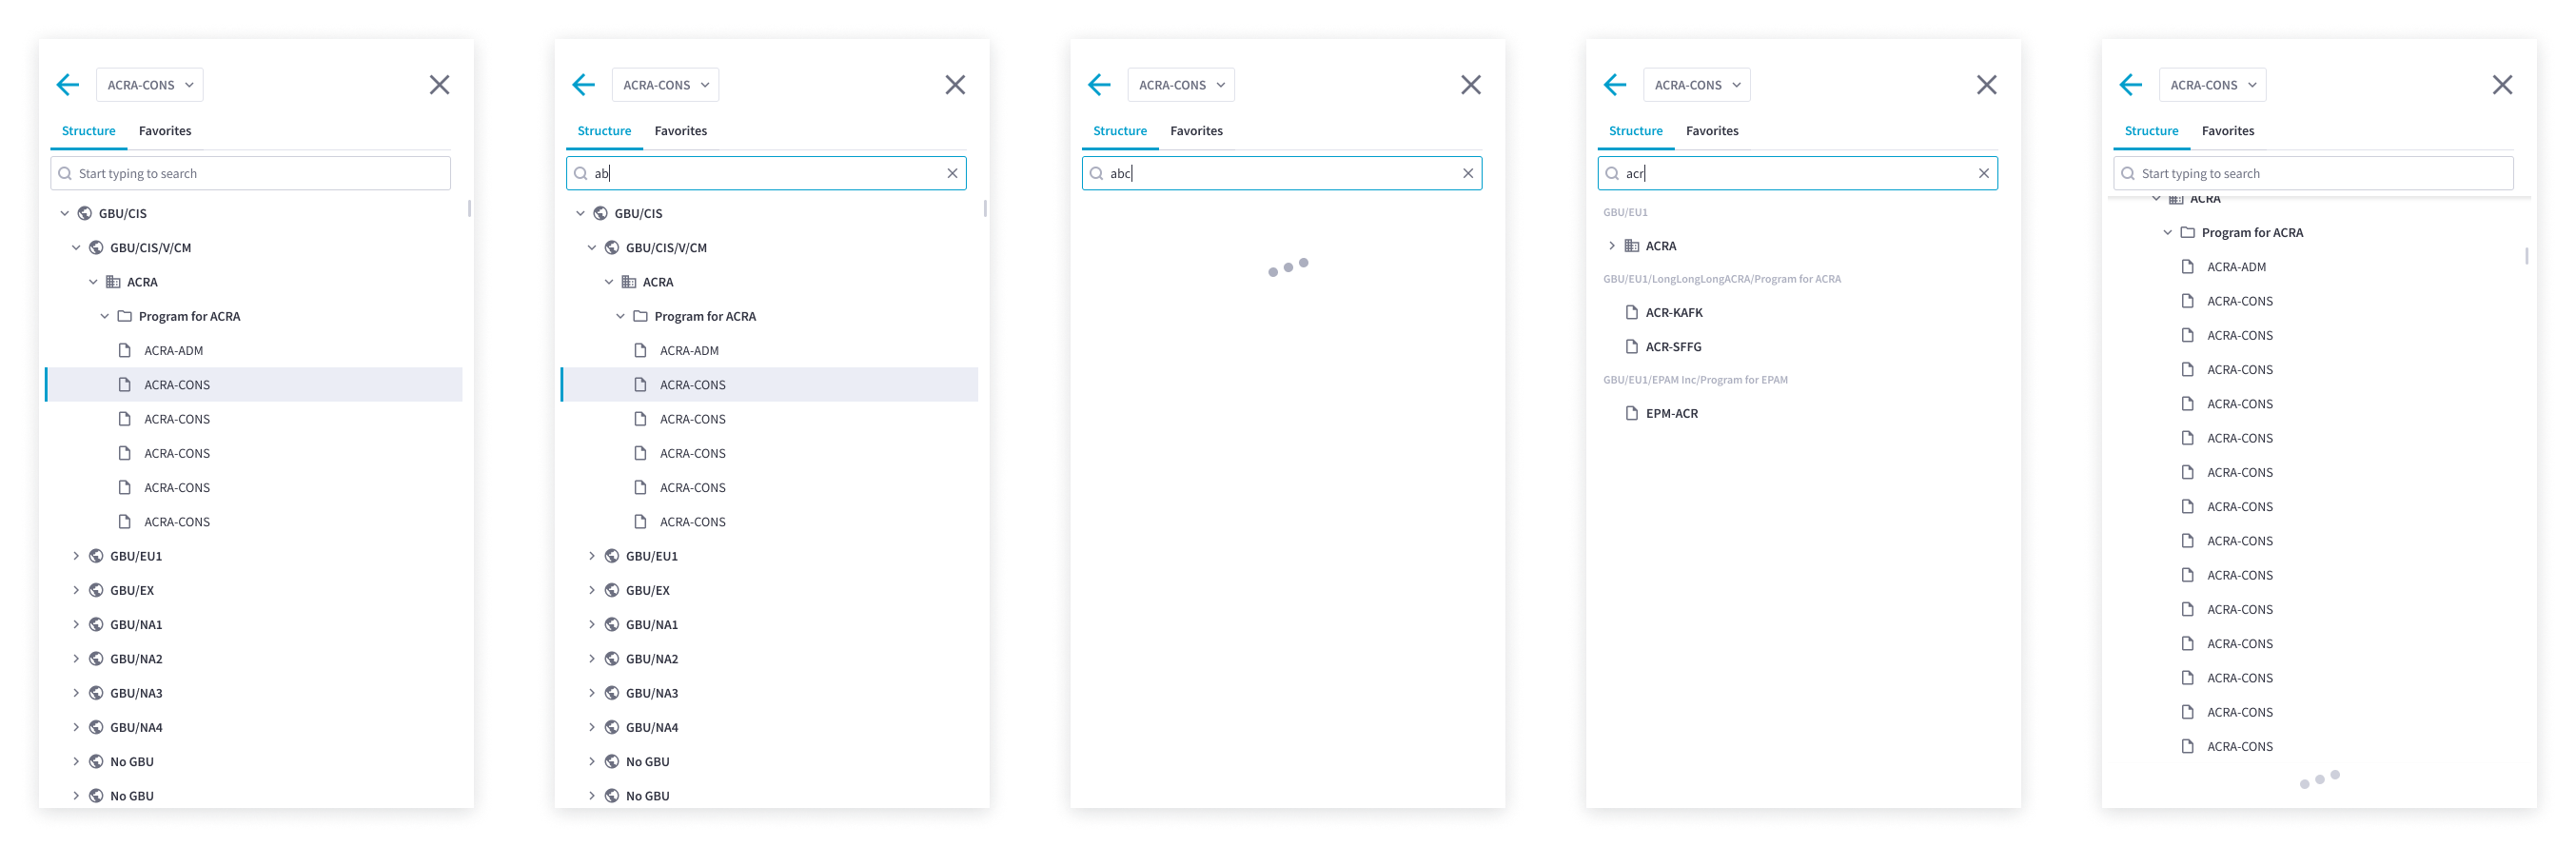 ACRA-CONS
Structure Favorites
Start typing to search
GBU/CIS
GBU/CIS/V/CM
ACRA
Program for ACRA
ACRA-ADM
ACRA-CONS
ACRA-CONS
ACRA-CONS
ACRA-CONS
ACRA-CONS
GBU/EU1
GBU/EX
GBU/NA1
GBU/NA2
GBU/NA3
GBU/NA4
No GBU
No GBU
ACRA-CONS
Structure Favorites
ab
GBU/CIS
GBU/CIS/V/CM
ACRA
Program for ACRA
ACRA-ADM
ACRA-CONS
ACRA-CONS
ACRA-CONS
ACRA-CONS
ACRA-CONS
GBU/EU1
GBU/EX
GBU/NA1
GBU/NA2
GBU/NA3
GBU/NA4
No GBU
No GBU
ACRA-CONS
Structure Favorites
abc
ACRA-CONS
Structure Favorites
acr
GBU/EU1
ACRA
GBU/EU1/LongLongLongACRA/Program for ACRA
ACR-KAFK
ACR-SFFG
GBU/EU1/EPAM Inc/Program for EPAM
EPM-ACR
ACRA-CONS
Structure Favorites
Start typing to search
ACRA
Program for ACRA
ACRA-ADM
ACRA-CONS
ACRA-CONS
ACRA-CONS
ACRA-CONS
ACRA-CONS
ACRA-CONS
ACRA-CONS
ACRA-CONS
ACRA-CONS
ACRA-CONS
ACRA-CONS
ACRA-CONS
ACRA-CONS
ACRA-CONS